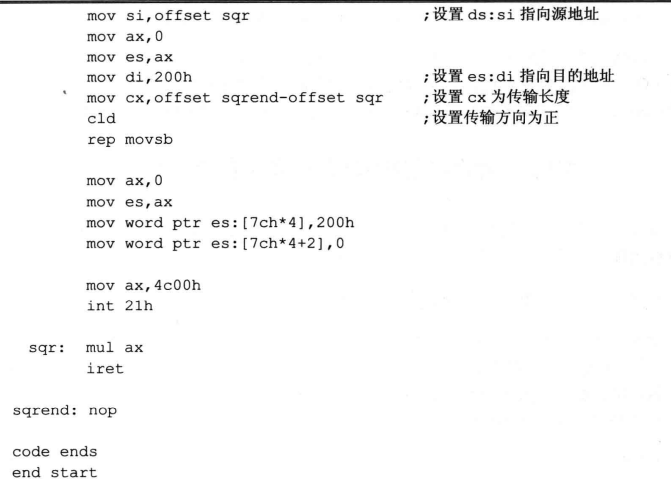 mov si,offset sqr ;设置 ds:si 指向源地址
mov ax,0
mov es,ax
mov di,200h ;设置 es:di 指向目的地址
mov cx,offset sqrend-offset sqr ;设置 cx 为传输长度
cld ;设置传输方向为正
rep movsb
mov ax,0
mov es,ax
mov word ptr es:[7ch*4],200h
mov word ptr es:[7ch*4+2],0
mov ax,4c00h
int 21h
sqr: mul ax
iret
sqrend: nop
code ends
end start